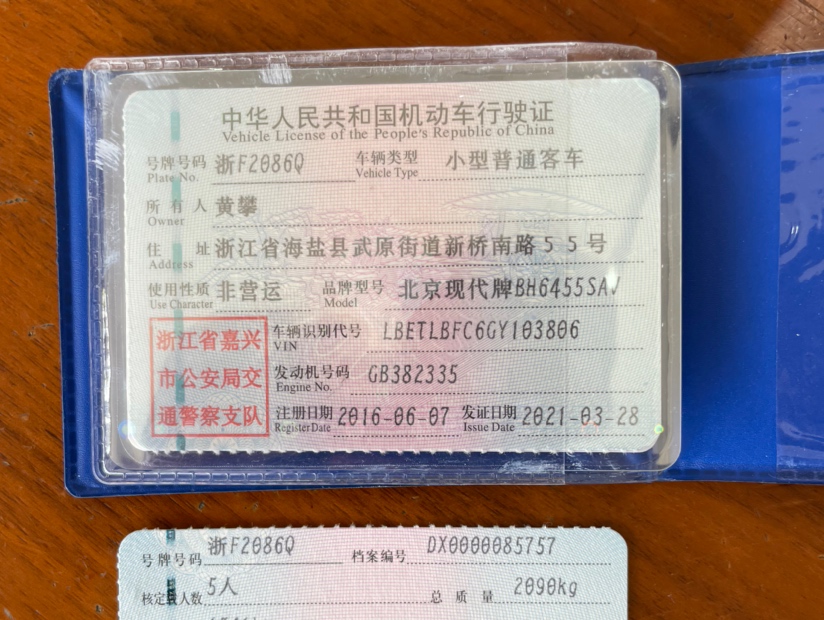 中华人民共和国机动车行驶证
Vehicle License of the People's Republic of China
号牌号码 浙F2086Q 车辆类型 小型普通客车
Plate No. Vehicle Type
所有人 黄攀
Owner
住址 浙江省海盐县武原街道新桥南路55号
Address
使用性质 非营运 品牌型号 北京现代牌BH6455SAV
Use Character Model
浙江省嘉兴
市公安局交
通警察支队
车辆识别代号 LBETLBFC6GY103806
VIN
发动机号码 GB382335
Engine No.
注册日期 2016-06-07 发证日期 2021-03-28
Register Date Issue Date
号牌号码 浙F2086Q 档案编号 DX0000085757
核定载人数 5人 总质量 2090kg